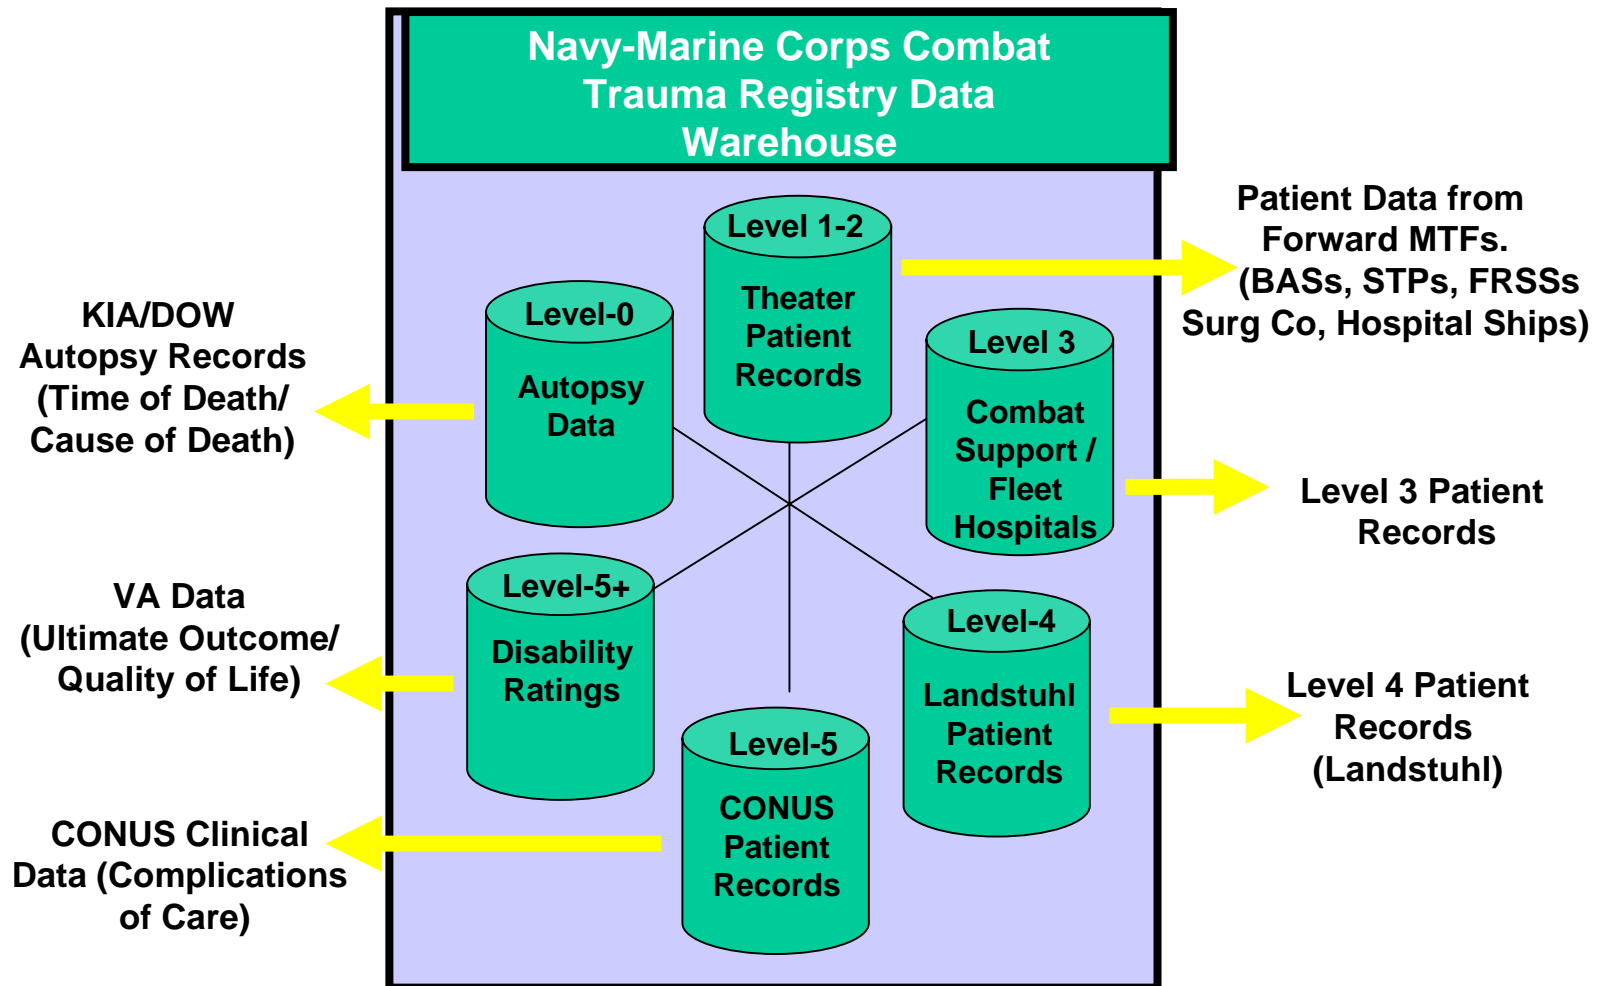 Navy-Marine Corps Combat
Trauma Registry Data
Warehouse
Level 1-2
Theater
Patient
Records
Patient Data from
Forward MTFs.
(BASs, STPs, FRSSs
Surg Co, Hospital Ships)
Level-0
Autopsy
Data
KIA/DOW
Autopsy Records
(Time of Death/
Cause of Death)
Level 3
Combat
Support /
Fleet
Hospitals
Level 3 Patient
Records
Level-5+
Disability
Ratings
VA Data
(Ultimate Outcome/
Quality of Life)
Level-4
Landstuhl
Patient
Records
Level 4 Patient
Records
(Landstuhl)
Level-5
CONUS
Patient
Records
CONUS Clinical
Data (Complications
of Care)